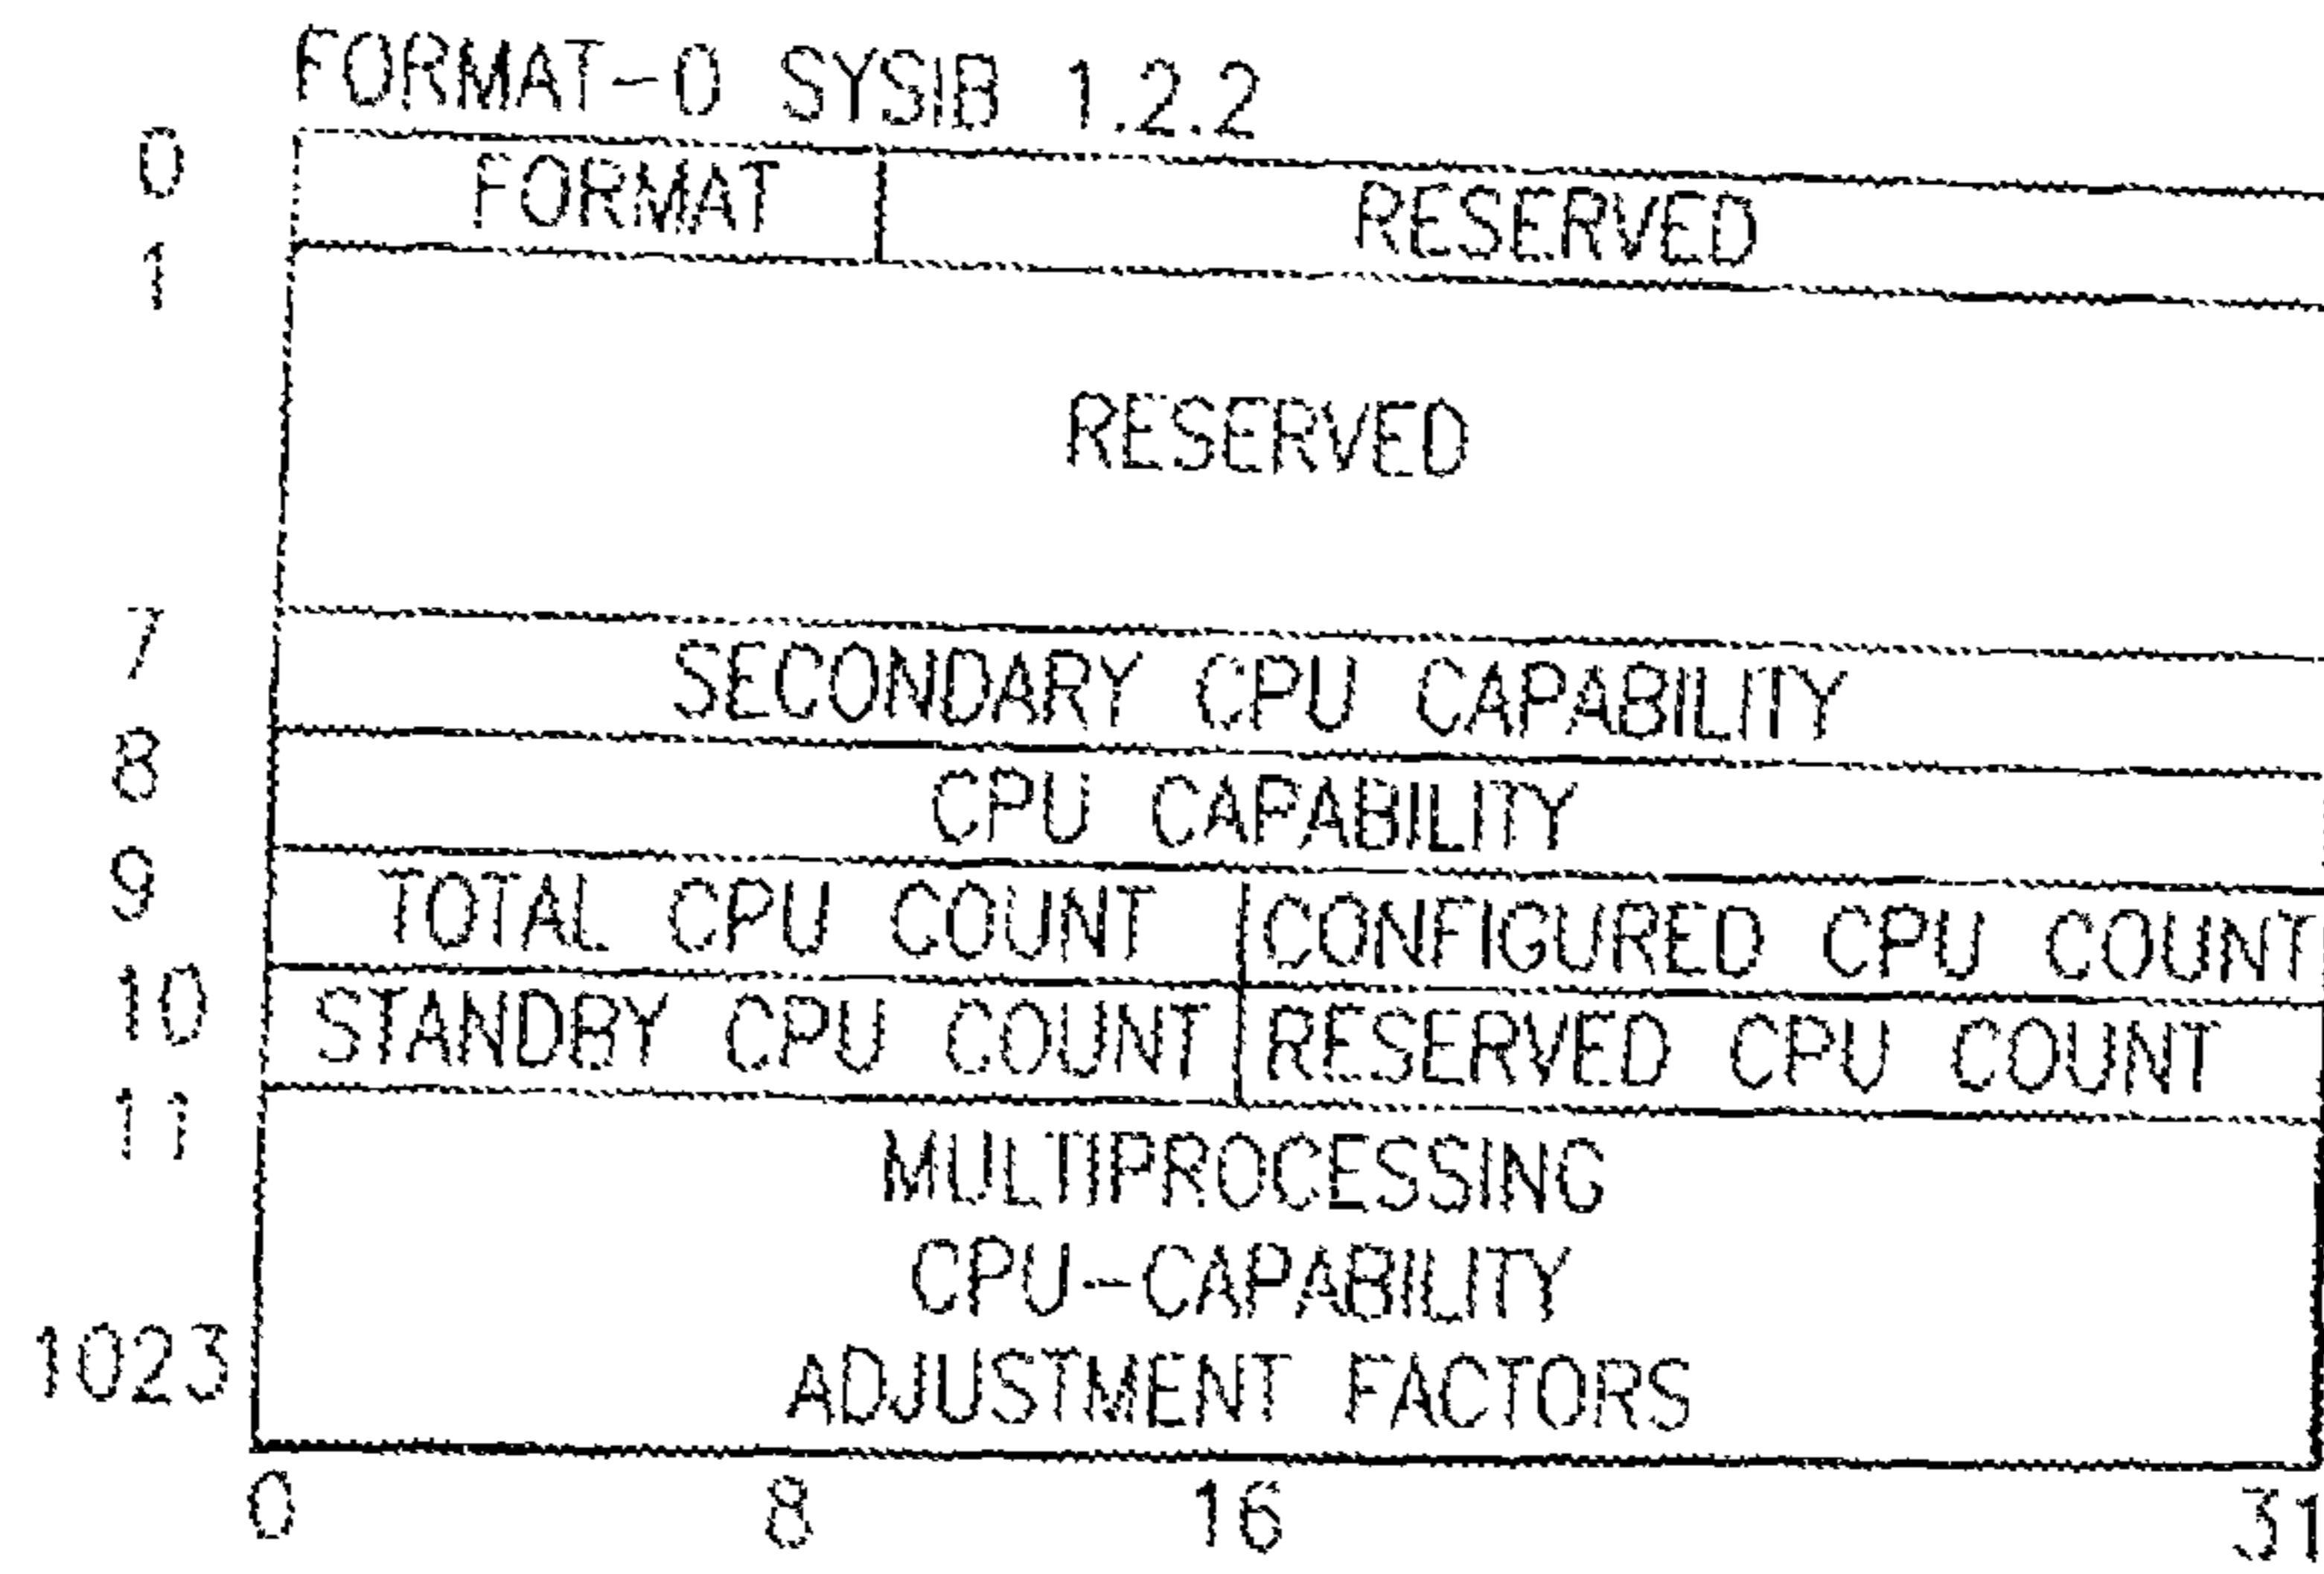 FORMAT-0 SYSIB 1.2.2
0 FORMAT RESERVED
1
RESERVED
7 SECONDARY CPU CAPABILITY
8 CPU CAPABILITY
9 TOTAL CPU COUNT CONFIGURED CPU COUNT
10 STANDBY CPU COUNT RESERVED CPU COUNT
11 MULTIPROCESSING
CPU-CAPABILITY
1023 ADJUSTMENT FACTORS
0 8 16 31